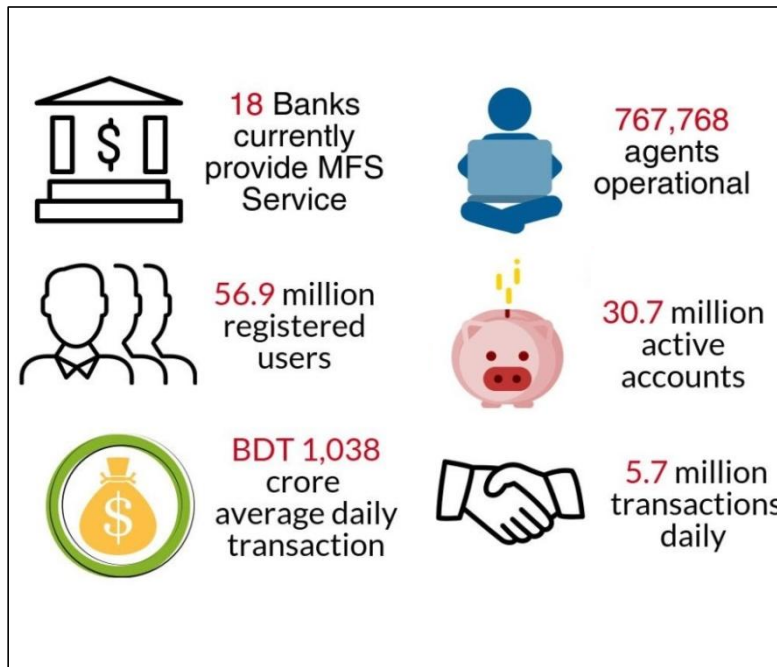 18 Banks
currently
provide MFS
Service
767,768
agents
operational
56.9 million
registered
users
30.7 million
active
accounts
BDT 1,038
crore
average daily
transaction
5.7 million
transactions
daily